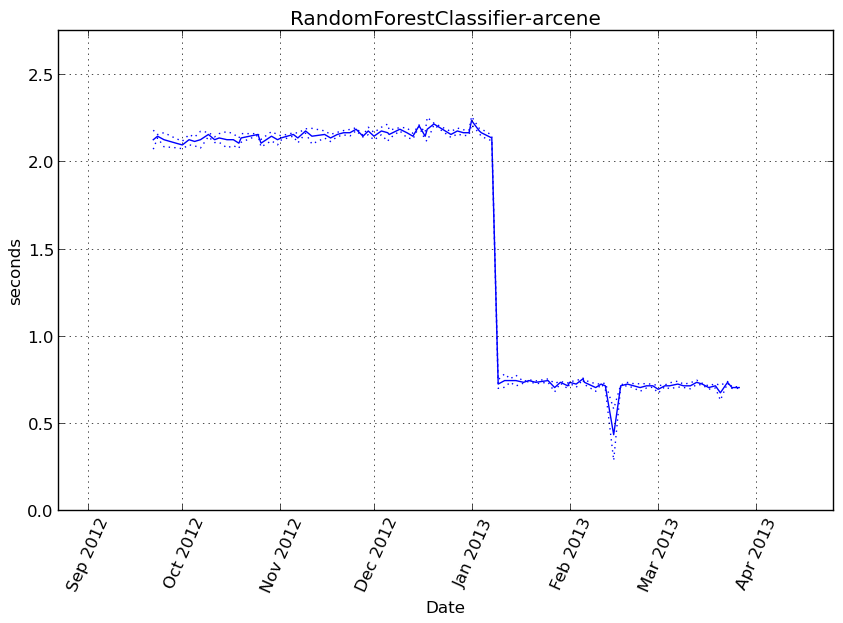 RandomForestClassifier-arcene
2.5
2.0
1.5
1.0
0.5
0.0
seconds
Sep 2012
Oct 2012
Nov 2012
Dec 2012
Jan 2013
Feb 2013
Mar 2013
Apr 2013
Date